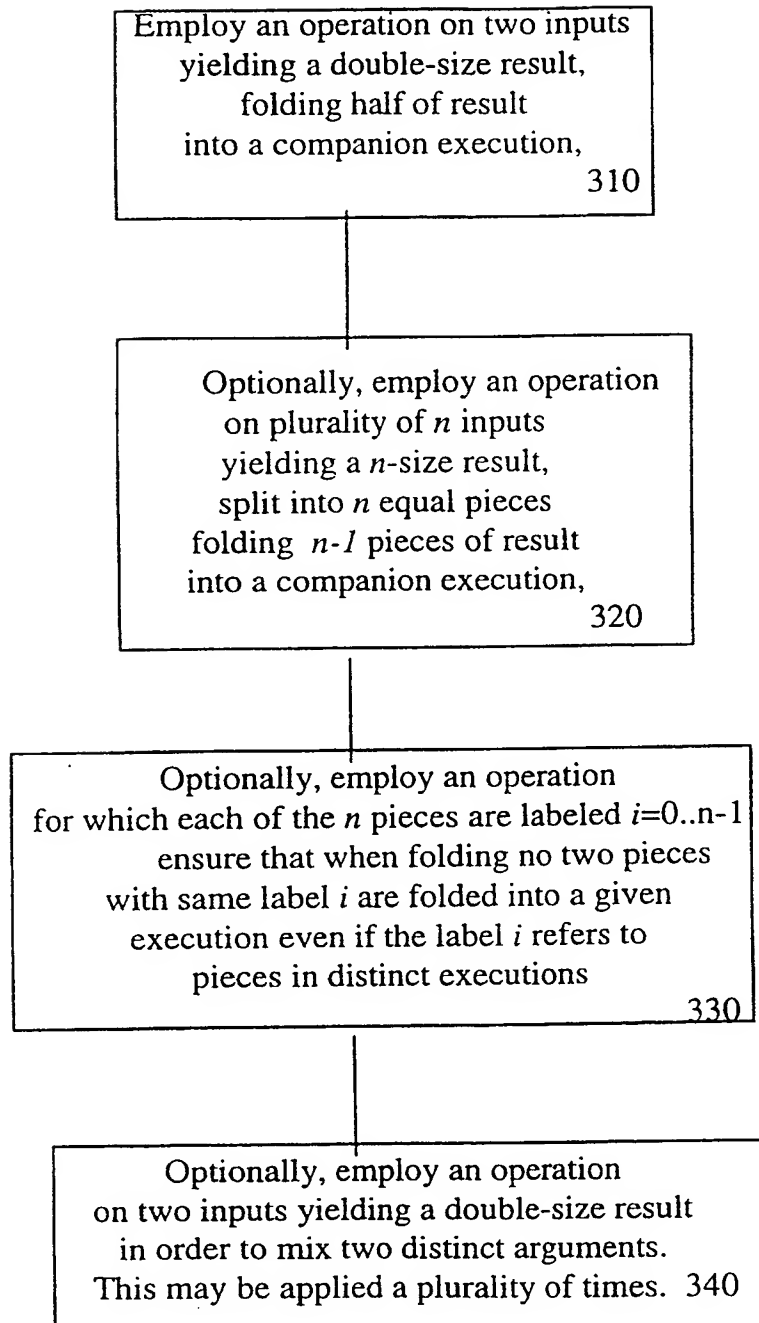 Employ an operation on two inputs
yielding a double-size result,
folding half of result
into a companion execution,
310
Optionally, employ an operation
on plurality of n inputs
yielding a n-size result,
split into n equal pieces
folding n-1 pieces of result
into a companion execution,
320
Optionally, employ an operation
for which each of the n pieces are labeled i=0..n-1
ensure that when folding no two pieces
with same label i are folded into a given
execution even if the label i refers to
pieces in distinct executions
330
Optionally, employ an operation
on two inputs yielding a double-size result
in order to mix two distinct arguments.
This may be applied a plurality of times. 340